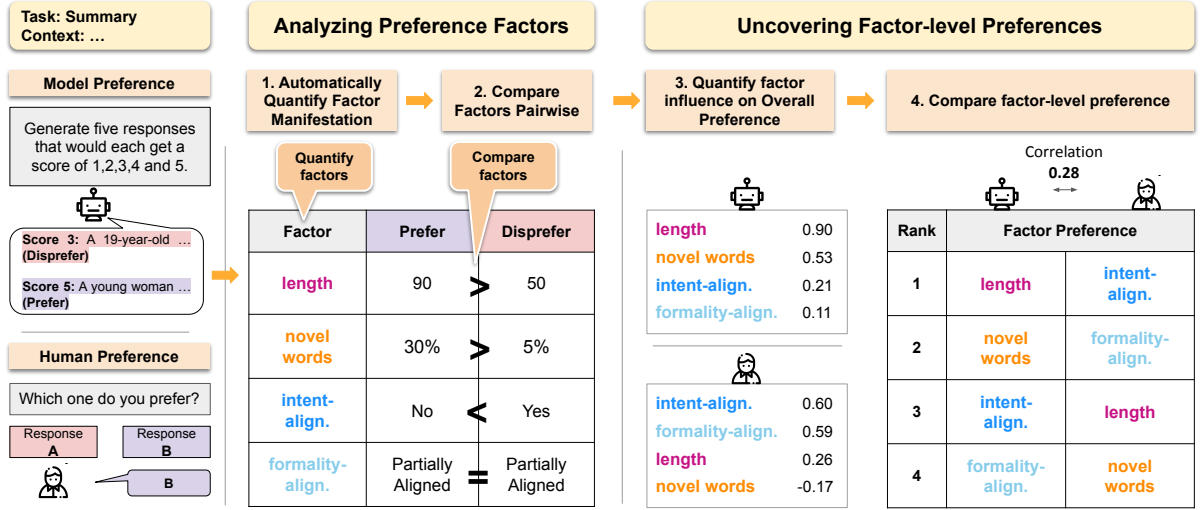 Task: Summary
Context: …
Analyzing Preference Factors
Uncovering Factor-level Preferences
Model Preference
Generate five responses
that would each get a
score of 1,2,3,4 and 5.
Score 3: A 19-year-old …
(Disprefer)
Score 5: A young woman …
(Prefer)
Human Preference
Which one do you prefer?
Response
A
Response
B
B
1. Automatically
Quantify Factor
Manifestation
2. Compare
Factors Pairwise
Quantify
factors
Compare
factors
Factor Prefer Disprefer
length 90 > 50
novel
words
30% > 5%
intent-
align.
No < Yes
formality-
align.
Partially
Aligned
=
Partially
Aligned
3. Quantify factor
influence on Overall
Preference
length 0.90
novel words 0.53
intent-align. 0.21
formality-align. 0.11
intent-align. 0.60
formality-align. 0.59
length 0.26
novel words -0.17
4. Compare factor-level preference
Correlation
0.28
Rank Factor Preference
1
length
intent-
align.
2
novel
words
formality-
align.
3
intent-
align.
length
4
formality-
align.
novel
words